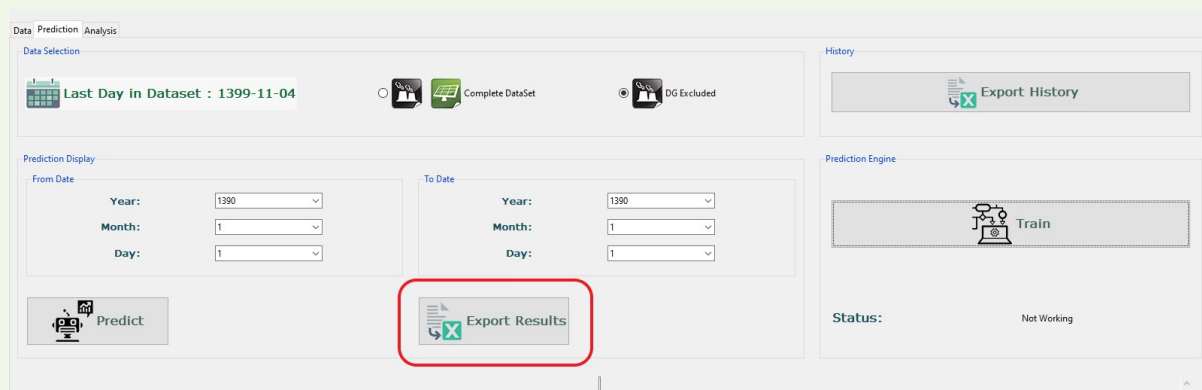 Data Prediction Analysis
Data Selection
Last Day in Dataset : 1399-11-04
Complete DataSet
DG Excluded
History
Export History
Prediction Display
From Date
Year: 1390
Month: 1
Day: 1
To Date
Year: 1390
Month: 1
Day: 1
Predict
Export Results
Prediction Engine
Train
Status: Not Working